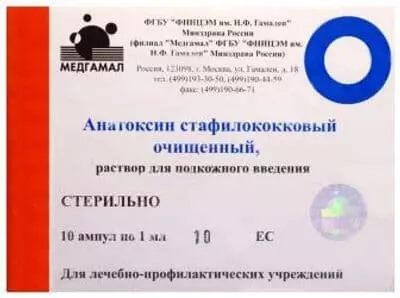 ФГБУ "ФНИЦЭМ им. Н.Ф. Гамалеи"
Минздрава России
(филиал "Медгамал" ФГБУ "ФНИЦЭМ им.
Н.Ф. Гамалеи" Минздрава России)
МЕДГАМАЛ
Россия, 123098, г. Москва, ул. Гамалеи, д. 18
тел. (499)193-30-50, (499)190-44-59
факс: (499)190-66-71
Анатоксин стафилококковый
очищенный,
раствор для подкожного введения
СТЕРИЛЬНО
10 ампул по 1 мл 10 ЕС
Для лечебно-профилактических учреждений